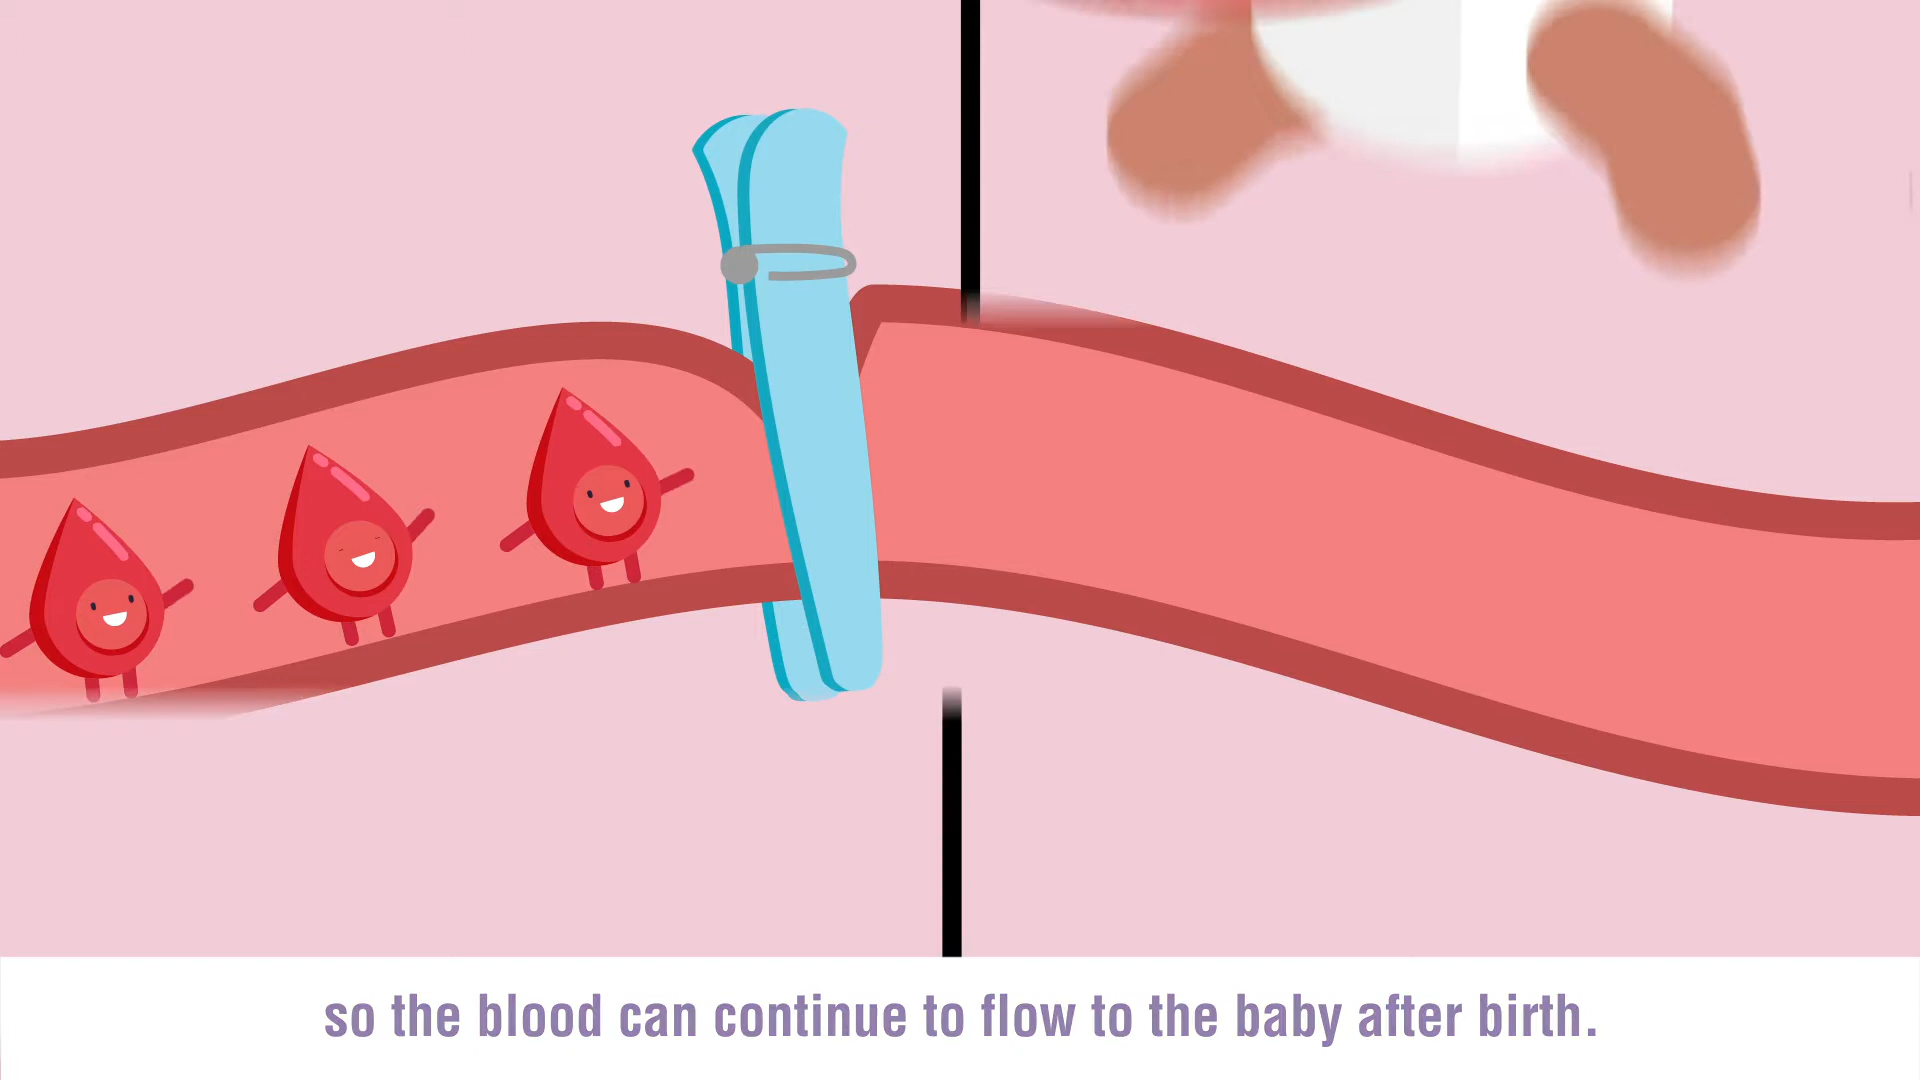 so the blood can continue to flow to the baby after birth.